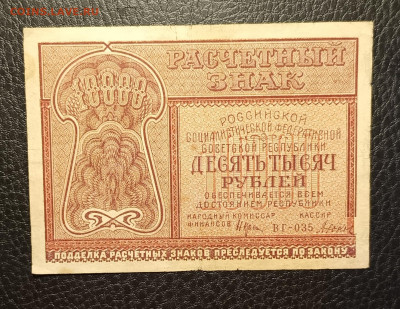 РАСЧЕТНЫЙ
ЗНАК
10000
РОССИЙСКОЙ
СОЦИАЛИСТИЧЕСКОЙ ФЕДЕРАТИВНОЙ
СОВЕТСКОЙ РЕСПУБЛИКИ
ДЕСЯТЬ ТЫСЯЧ
РУБЛЕЙ
ОБЕСПЕЧИВАЕТСЯ ВСЕМ
ДОСТОЯНИЕМ РЕСПУБЛИКИ
НАРОДНЫЙ КОМИССАР КАССИР
ФИНАНСОВ ВГ-035
ПОДДЕЛКА РАСЧЕТНЫХ ЗНАКОВ ПРЕСЛЕДУЕТСЯ ПО ЗАКОНУ